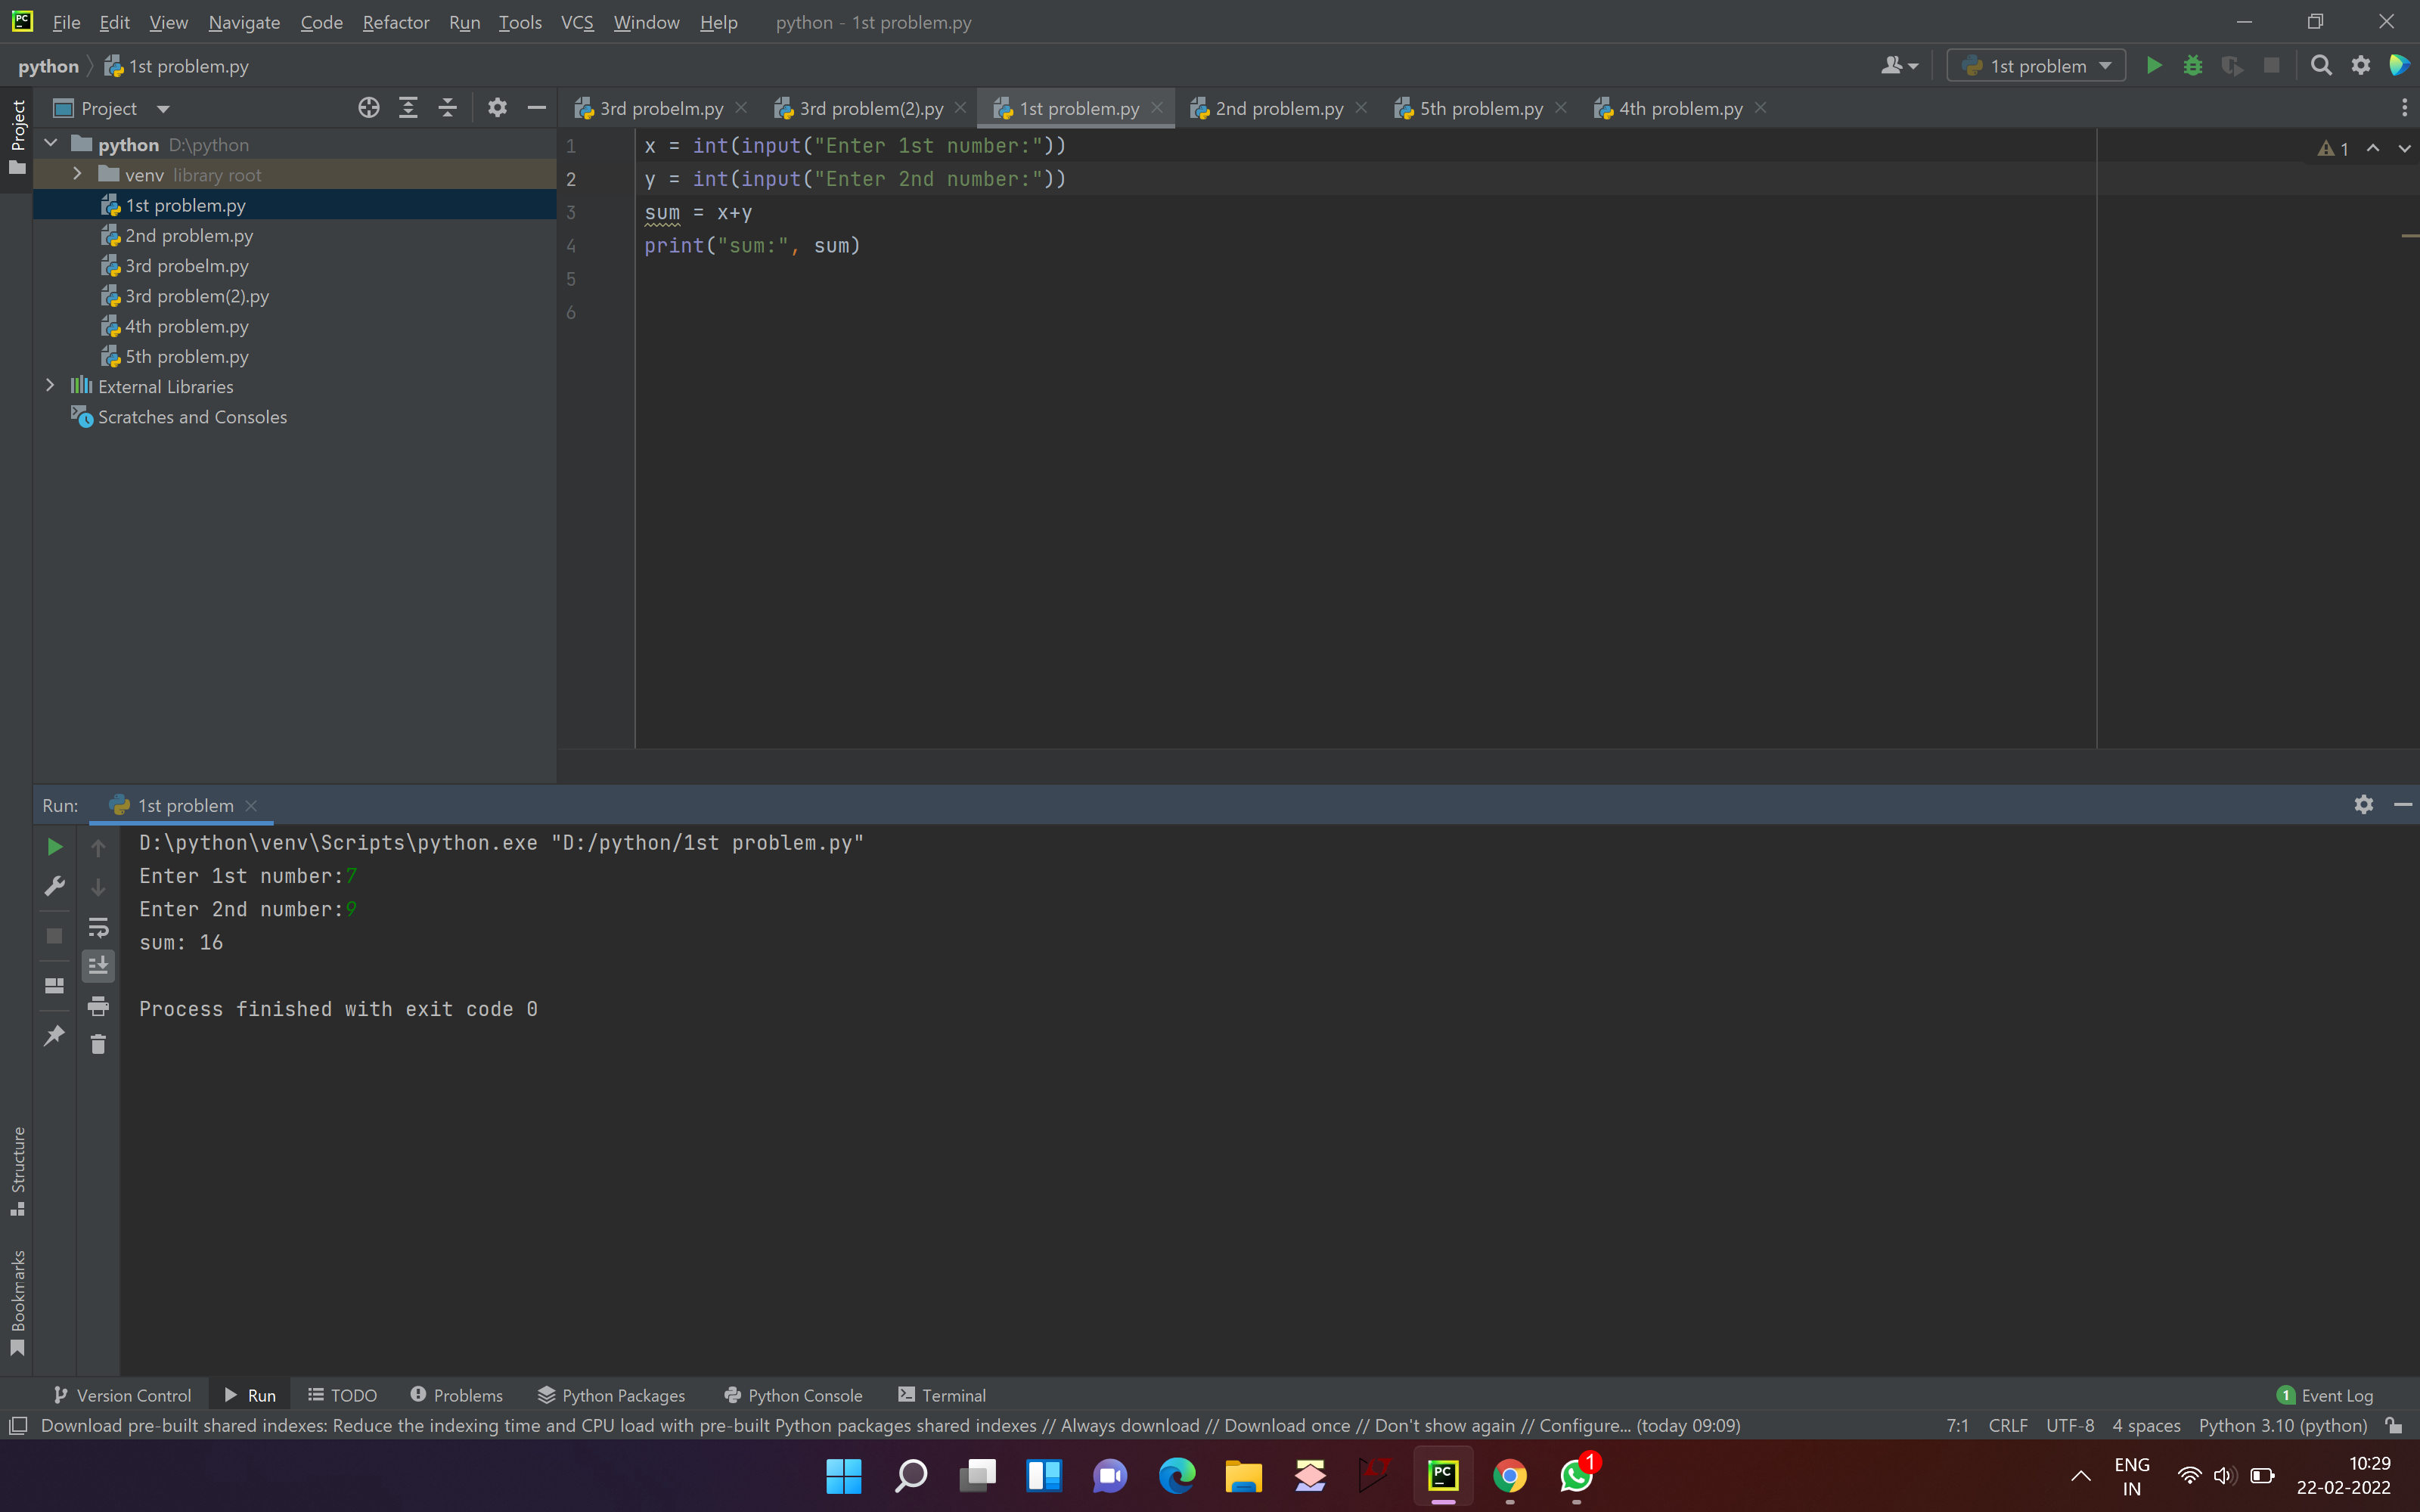 PC File Edit View Navigate Code Refactor Run Tools VCS Window Help python - 1st problem.py
python 1st problem.py
1st problem
Project
Project
3rd probelm.py
3rd problem(2).py
1st problem.py
2nd problem.py
5th problem.py
4th problem.py
python D:\python
venv library root
1st problem.py
2nd problem.py
3rd probelm.py
3rd problem(2).py
4th problem.py
5th problem.py
External Libraries
Scratches and Consoles
1 x = int(input("Enter 1st number:"))
2 y = int(input("Enter 2nd number:"))
3 sum = x+y
4 print("sum:", sum)
5
6
1
Run: 1st problem
D:\python\venv\Scripts\python.exe "D:/python/1st problem.py"
Enter 1st number:7
Enter 2nd number:9
sum: 16
Process finished with exit code 0
Structure
Bookmarks
Version Control Run TODO Problems Python Packages Python Console Terminal 1 Event Log
Download pre-built shared indexes: Reduce the indexing time and CPU load with pre-built Python packages shared indexes // Always download // Download once // Don't show again // Configure... (today 09:09) 7:1 CRLF UTF-8 4 spaces Python 3.10 (python)
PC
1
ENG
IN
10:29
22-02-2022